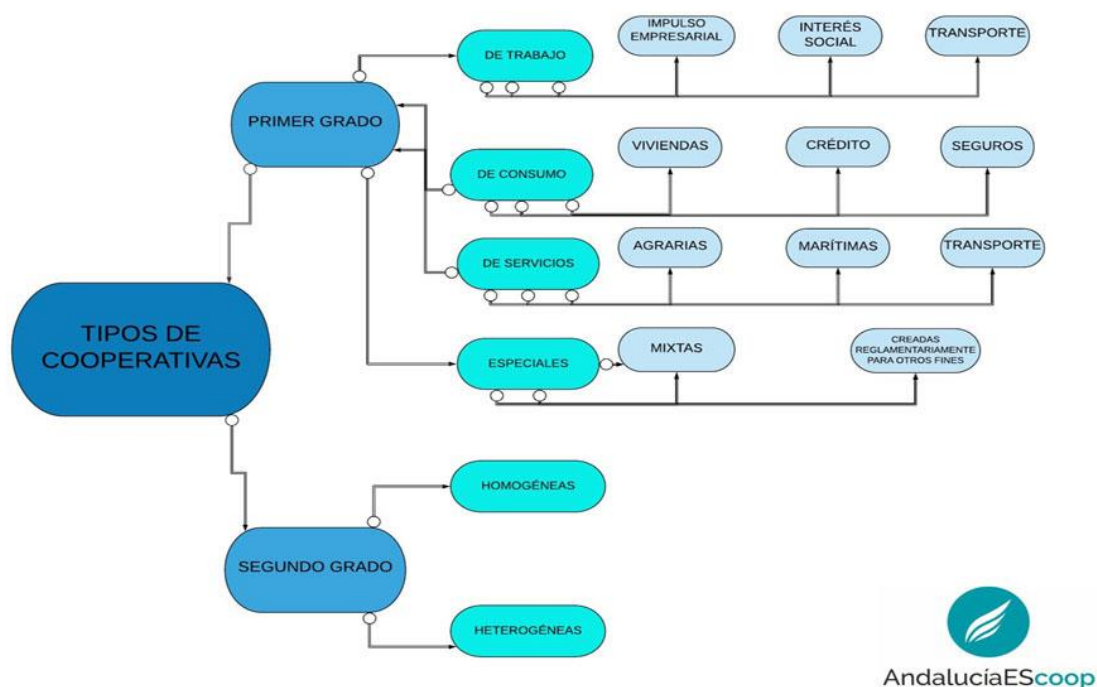 IMPULSO
EMPRESARIAL
INTERÉS
SOCIAL
TRANSPORTE
DE TRABAJO
PRIMER GRADO
VIVIENDAS
CRÉDITO
SEGUROS
DE CONSUMO
AGRARIAS
MARÍTIMAS
TRANSPORTE
DE SERVICIOS
TIPOS DE
COOPERATIVAS
MIXTAS
CREADAS
REGLAMENTARIAMENTE
PARA OTROS FINES
ESPECIALES
HOMOGÉNEAS
SEGUNDO GRADO
HETEROGÉNEAS
AndalucíaEScoop